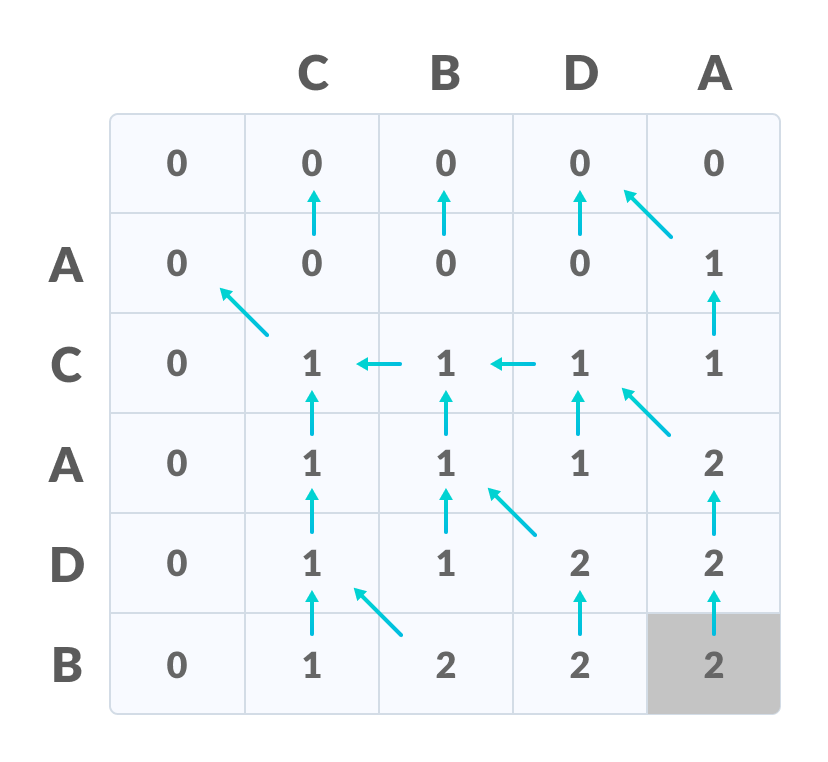 C B D A
0 0 0 0 0
A 0 0 0 0 1
C 0 1 1 1 1
A 0 1 1 1 2
D 0 1 1 2 2
B 0 1 2 2 2